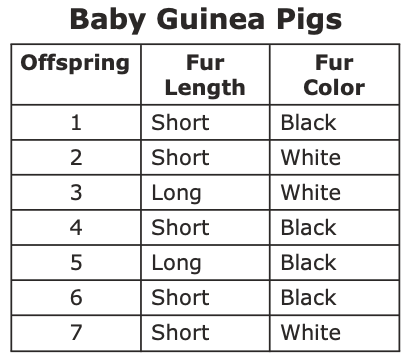 Baby Guinea Pigs
Offspring Fur Length Fur Color
1 Short Black
2 Short White
3 Long White
4 Short Black
5 Long Black
6 Short Black
7 Short White